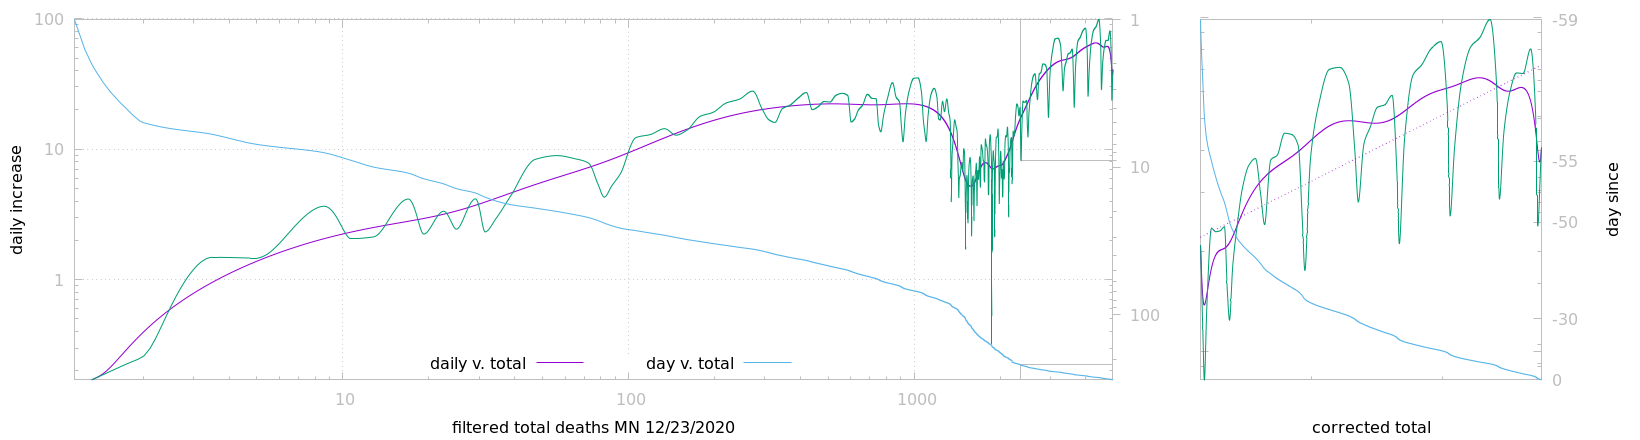 100
10
1
daily increase
1
10
100
daily v. total
day v. total
10
100
1000
filtered total deaths MN 12/23/2020
-59
-55
-50
-30
0
day since
corrected total